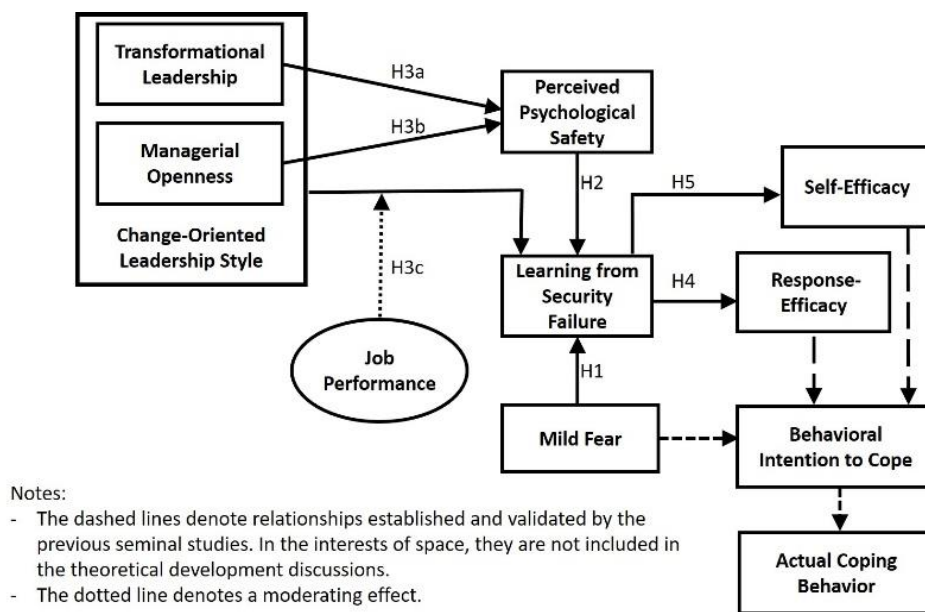 Transformational
Leadership
H3a
Perceived
Psychological
Safety
Managerial
Openness
H3b
H2
H5
Self-Efficacy
Change-Oriented
Leadership Style
H3c
Learning from
Security
Failure
H4
Response-
Efficacy
Job
Performance
H1
Mild Fear
Behavioral
Intention to Cope
Actual Coping
Behavior
Notes:
- The dashed lines denote relationships established and validated by the
previous seminal studies. In the interests of space, they are not included in
the theoretical development discussions.
- The dotted line denotes a moderating effect.